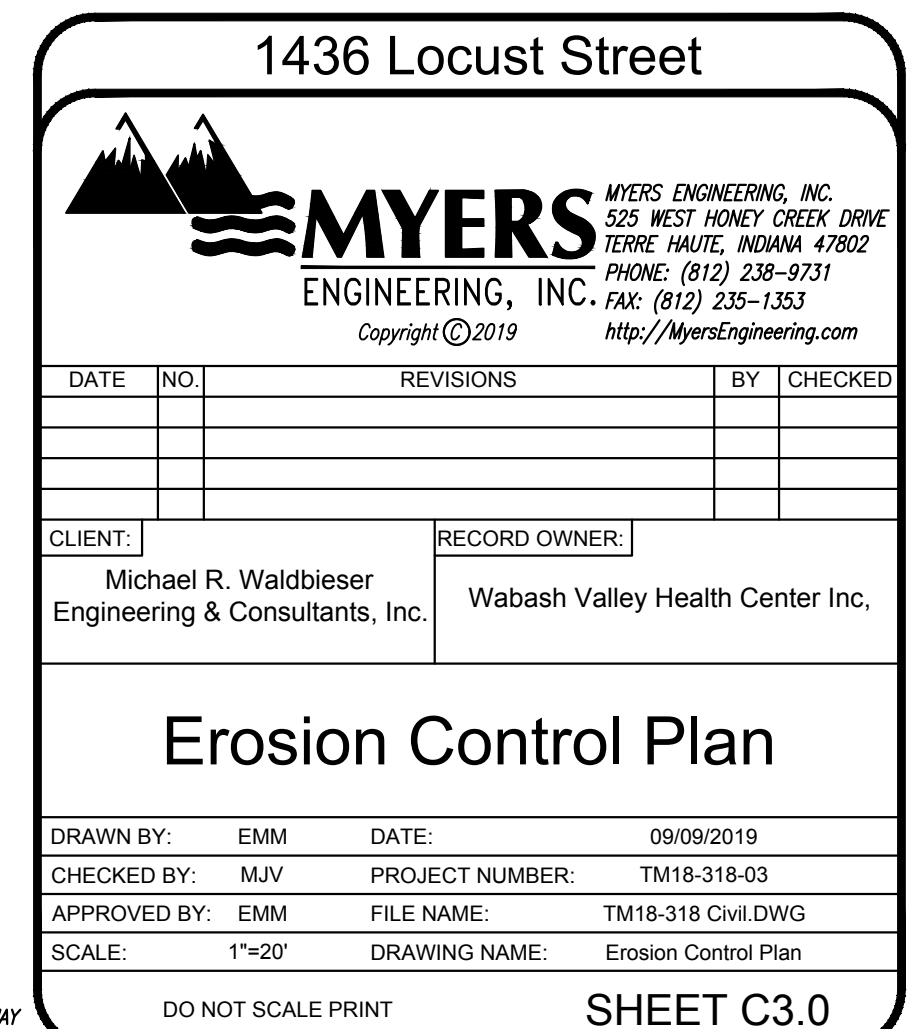 1436 Locust Street
MYERS
ENGINEERING, INC.
Copyright Ⓒ 2019
MYERS ENGINEERING, INC.
525 WEST HONEY CREEK DRIVE
TERRE HAUTE, INDIANA 47802
PHONE: (812) 238-9731
FAX: (812) 235-1353
http://MyersEngineering.com
DATE NO. REVISIONS BY CHECKED
CLIENT:
Michael R. Waldbieser
Engineering & Consultants, Inc.
RECORD OWNER:
Wabash Valley Health Center Inc,
Erosion Control Plan
DRAWN BY: EMM DATE: 09/09/2019
CHECKED BY: MJV PROJECT NUMBER: TM18-318-03
APPROVED BY: EMM FILE NAME: TM18-318 Civil.DWG
SCALE: 1"=20' DRAWING NAME: Erosion Control Plan
DO NOT SCALE PRINT SHEET C3.0